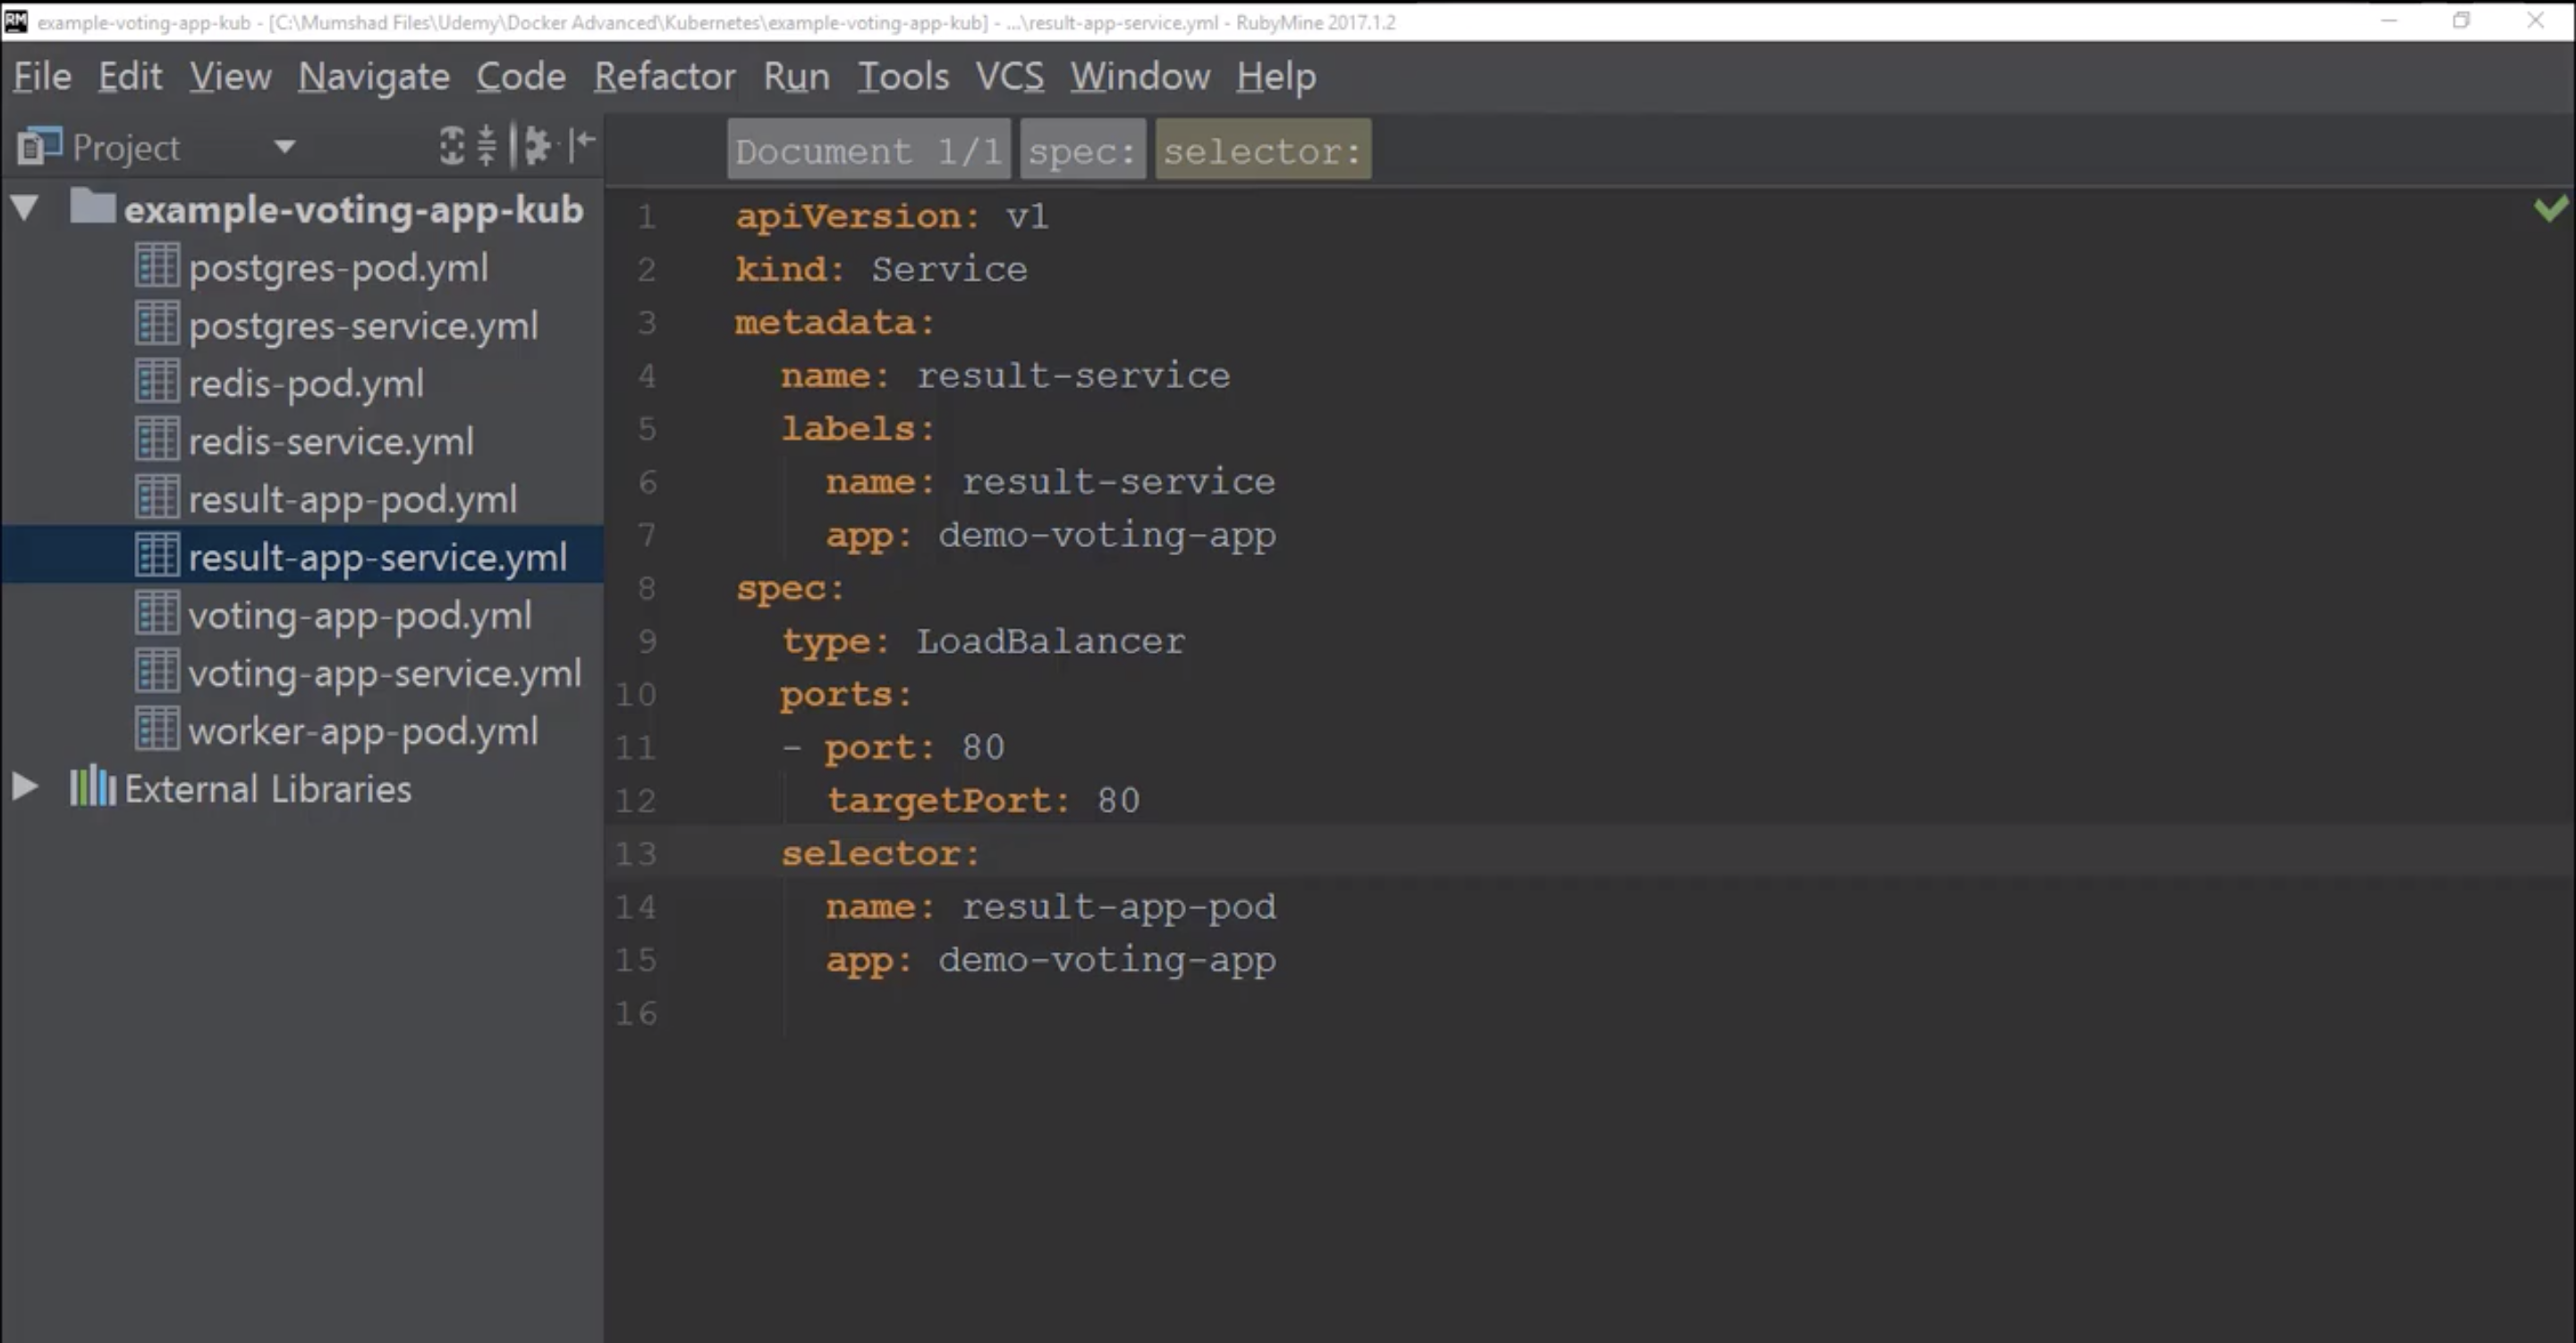 example-voting-app-kub - [C:\Mumshad Files\Udemy\Docker Advanced\Kubernetes\example-voting-app-kub] - ...\result-app-service.yml - RubyMine 2017.1.2
File Edit View Navigate Code Refactor Run Tools VCS Window Help
Project
example-voting-app-kub
postgres-pod.yml
postgres-service.yml
redis-pod.yml
redis-service.yml
result-app-pod.yml
result-app-service.yml
voting-app-pod.yml
voting-app-service.yml
worker-app-pod.yml
External Libraries
Document 1/1 spec: selector:
1 apiVersion: v1
2 kind: Service
3 metadata:
4   name: result-service
5   labels:
6     name: result-service
7     app: demo-voting-app
8 spec:
9   type: LoadBalancer
10   ports:
11   - port: 80
12     targetPort: 80
13   selector:
14     name: result-app-pod
15     app: demo-voting-app
16